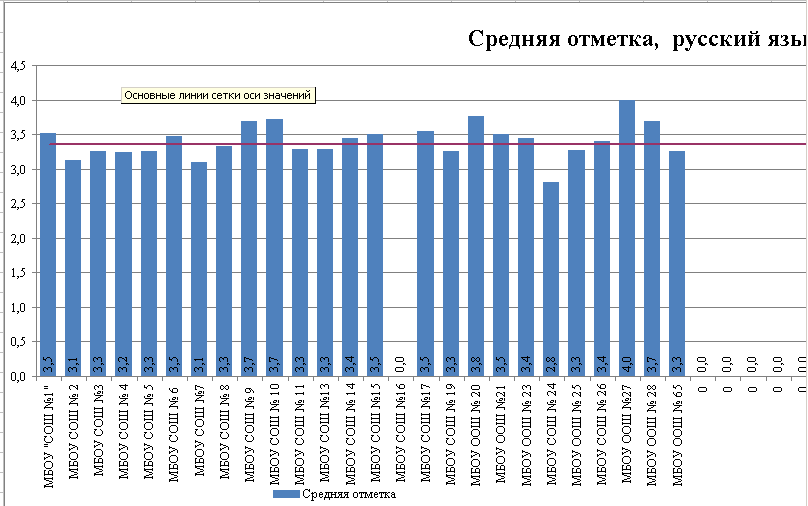 Средняя отметка, русский язы
4,5
4,0
3,5
3,0
2,5
2,0
1,5
1,0
0,5
0,0
Основные линии сетки оси значений
3,5
3,1
3,3
3,2
3,3
3,5
3,1
3,3
3,7
3,7
3,3
3,3
3,4
3,5
0,0
3,5
3,3
3,8
3,5
3,4
2,8
3,3
3,4
4,0
3,7
3,3
0,0
0,0
0,0
0,0
0,0
МБОУ "СОШ №1"
МБОУ СОШ № 2
МБОУ СОШ №3
МБОУ СОШ № 4
МБОУ СОШ № 5
МБОУ СОШ № 6
МБОУ СОШ №7
МБОУ СОШ № 8
МБОУ СОШ № 9
МБОУ СОШ № 10
МБОУ СОШ № 11
МБОУ СОШ №13
МБОУ СОШ № 14
МБОУ СОШ №15
МБОУ СОШ №16
МБОУ СОШ №17
МБОУ СОШ № 19
МБОУ ООШ № 20
МБОУ ООШ №21
МБОУ ООШ № 23
МБОУ ООШ № 24
МБОУ ООШ № 25
МБОУ СОШ № 26
МБОУ ООШ №27
МБОУ ООШ № 28
МБОУ ООШ № 65
0
0
0
0
0
Средняя отметка